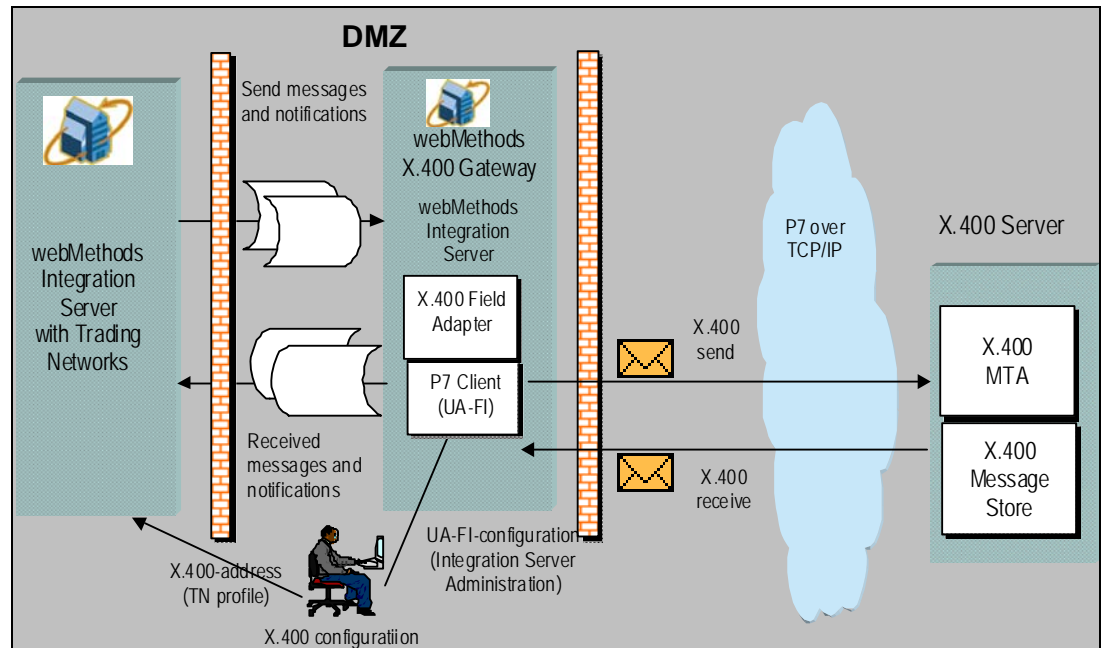 DMZ
Send messages
and notifications
webMethods
X.400 Gateway
webMethods
Integration
Server
X.400 Field
Adapter
P7 Client
(UA-FI)
webMethods
Integration
Server
with Trading
Networks
Received
messages and
notifications
X.400-address
(TN profile)
X.400 configuratiion
UA-FI-configuration
(Integration Server
Administration)
X.400
send
X.400
receive
P7 over
TCP/IP
X.400 Server
X.400
MTA
X.400
Message
Store